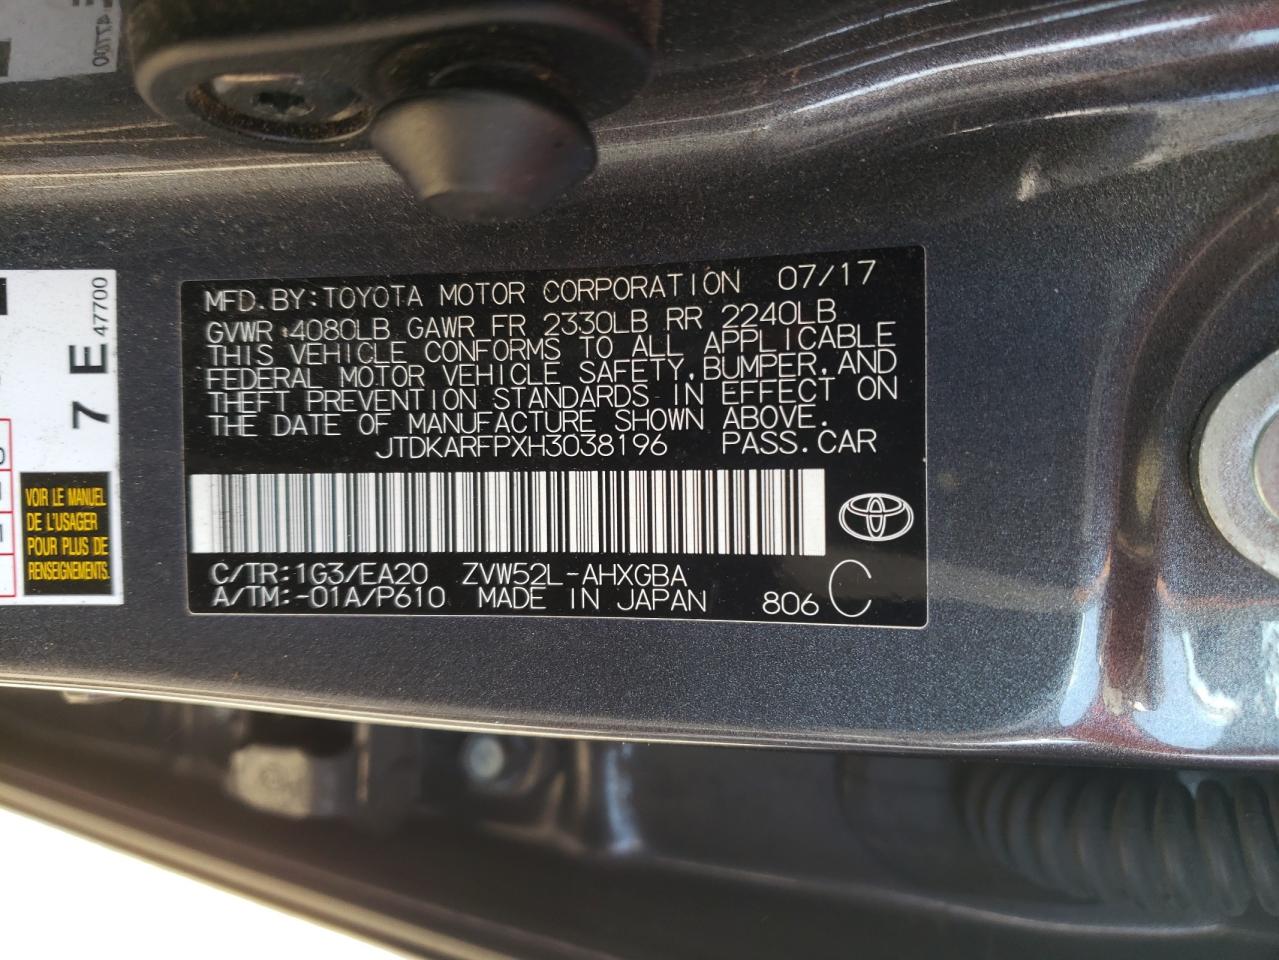 47700
MFD.BY:TOYOTA MOTOR CORPORATION 07/17
GVWR 4080LB GAWR FR 2330LB RR 2240LB
THIS VEHICLE CONFORMS TO ALL APPLICABLE
FEDERAL MOTOR VEHICLE SAFETY,BUMPER,AND
THEFT PREVENTION STANDARDS IN EFFECT ON
THE DATE OF MANUFACTURE SHOWN ABOVE.
JTDKARFPXH3038196 PASS.CAR
C/TR:1G3/EA20 ZVW52L-AHXGBA
A/TM:-01A/P610 MADE IN JAPAN 806 C
7 E 47700
VOIR LE MANUEL
DE L'USAGER
POUR PLUS DE
RENSEIGNEMENTS.